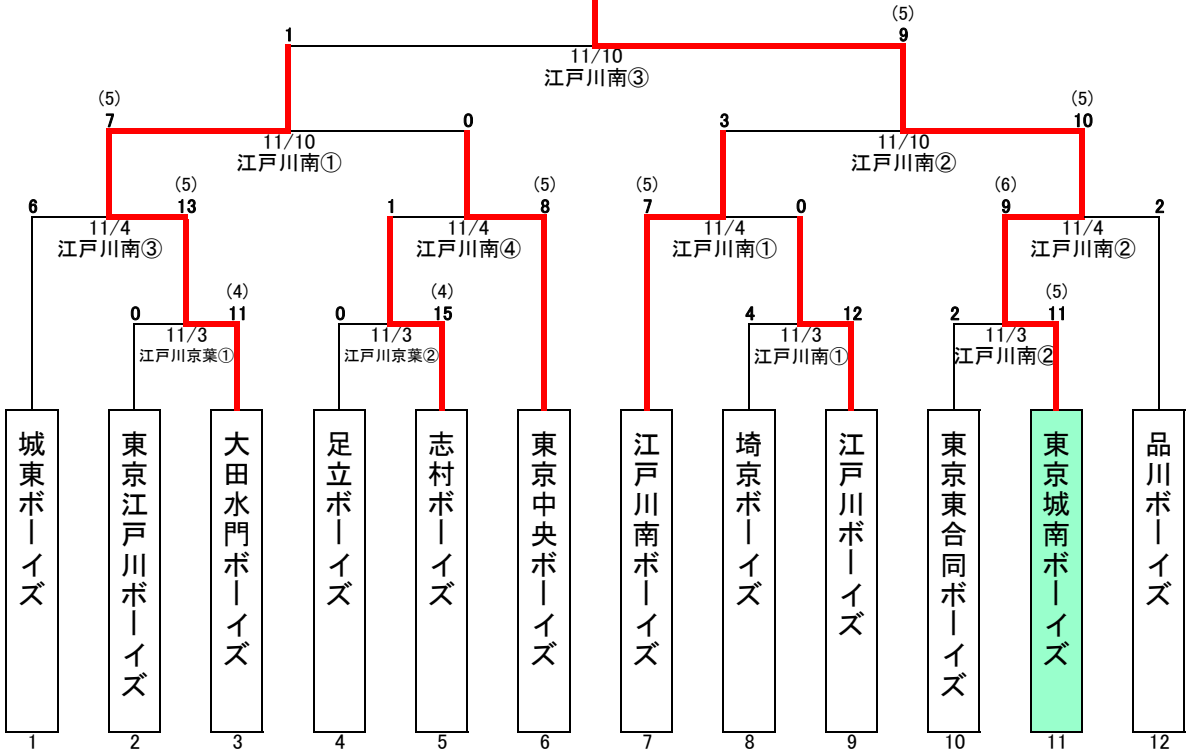 (5)
1 9
11/10
江戸川南③
(5) (5)
7 0 3 10
11/10 11/10
江戸川南① 江戸川南②
(5) (5) (5) (6)
6 13 1 8 7 0 9 2
11/4 11/4 11/4 11/4
江戸川南③ 江戸川南④ 江戸川南① 江戸川南②
(4) (4) (5)
0 11 0 15 4 12 2 11
11/3 11/3 11/3 11/3
江戸川京葉① 江戸川京葉② 江戸川南① 江戸川南②
城東ボーイズ
東京江戸川ボーイズ
大田水門ボーイズ
足立ボーイズ
志村ボーイズ
東京中央ボーイズ
江戸川南ボーイズ
埼京ボーイズ
江戸川ボーイズ
東京東合同ボーイズ
東京城南ボーイズ
品川ボーイズ
1 2 3 4 5 6 7 8 9 10 11 12